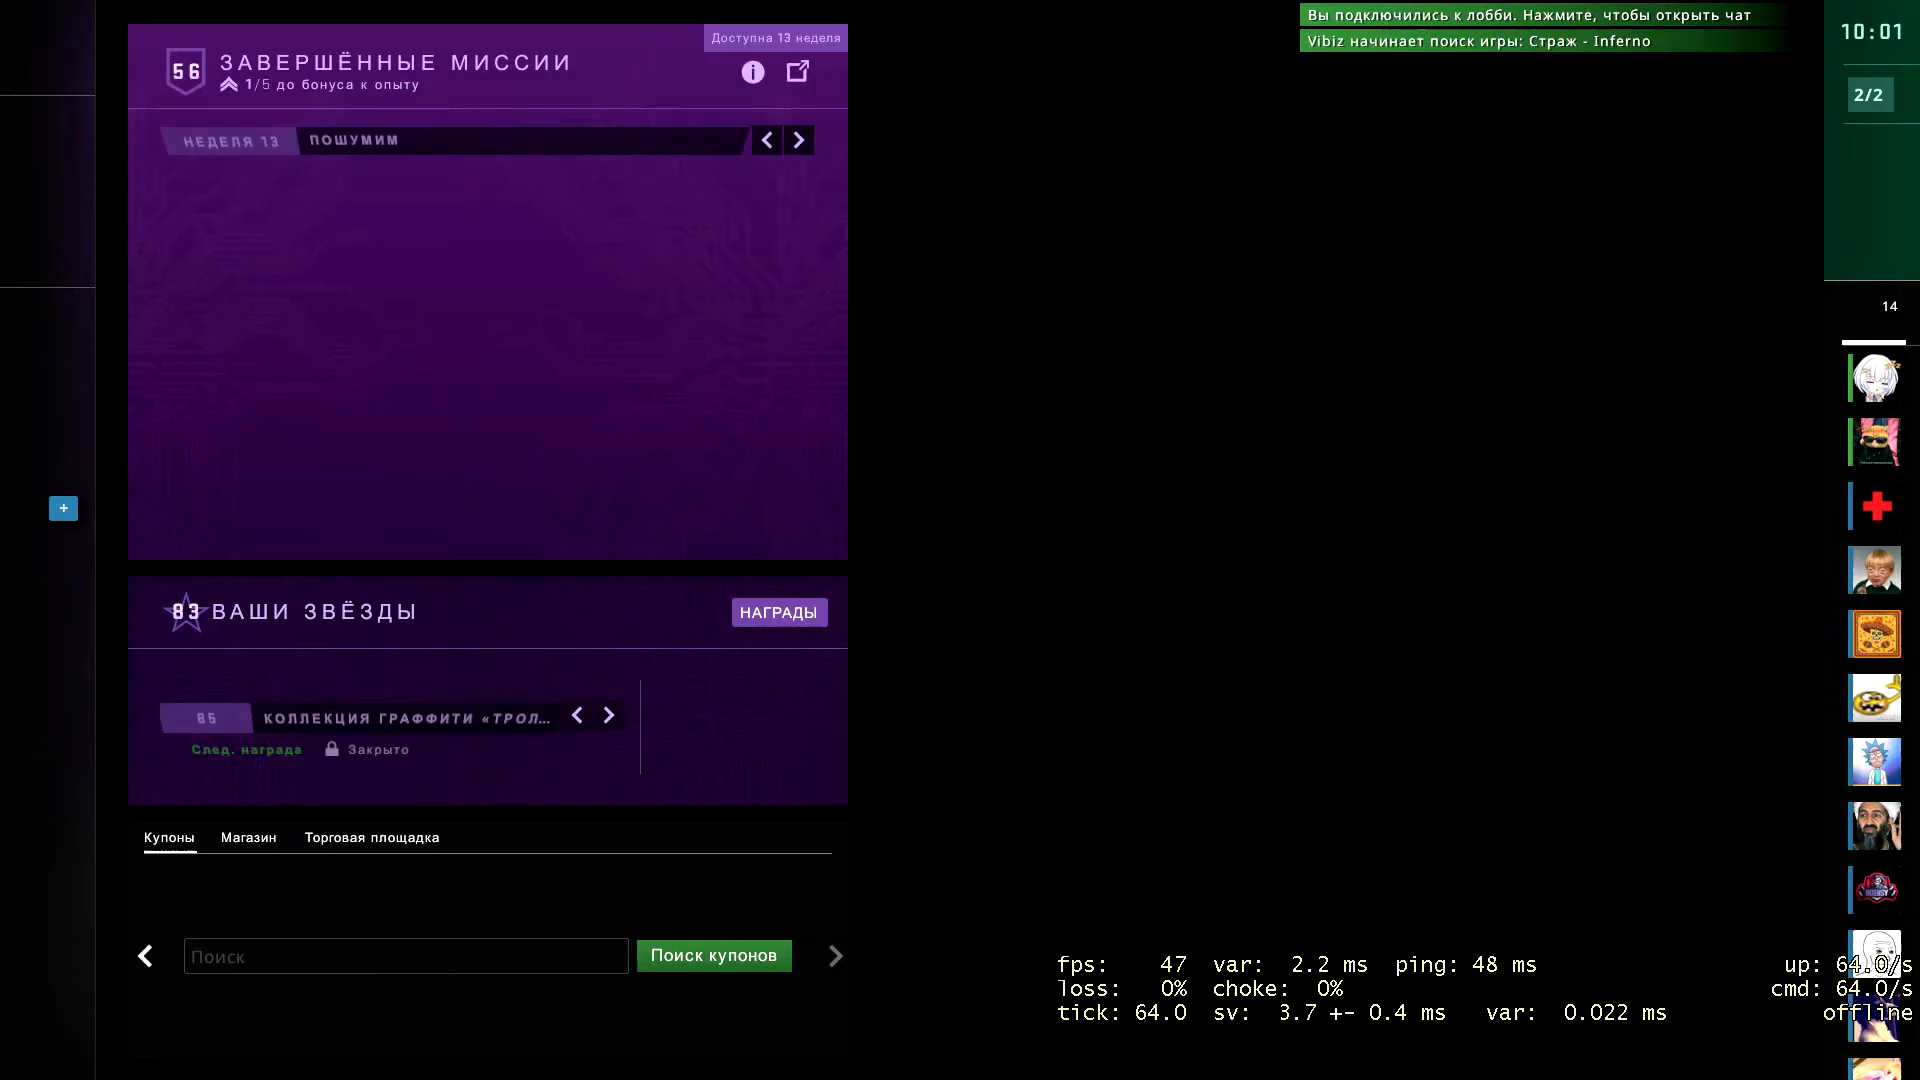 Доступна 13 неделя
56
ЗАВЕРШЁННЫЕ МИССИИ
1/5 до бонуса к опыту
НЕДЕЛЯ 13
ПОШУМИМ
83
ВАШИ ЗВЁЗДЫ
НАГРАДЫ
85
КОЛЛЕКЦИЯ ГРАФФИТИ «ТРОЛ...
След. награда
Закрыто
Купоны
Магазин
Торговая площадка
Поиск
Поиск купонов
+
Вы подключились к лобби. Нажмите, чтобы открыть чат
Vibiz начинает поиск игры: Страж - Inferno
10:01
2/2
14
fps: 47 var: 2.2 ms ping: 48 ms up: 64.0/s
loss: 0% choke: 0% cmd: 64.0/s
tick: 64.0 sv: 3.7 +- 0.4 ms var: 0.022 ms offline